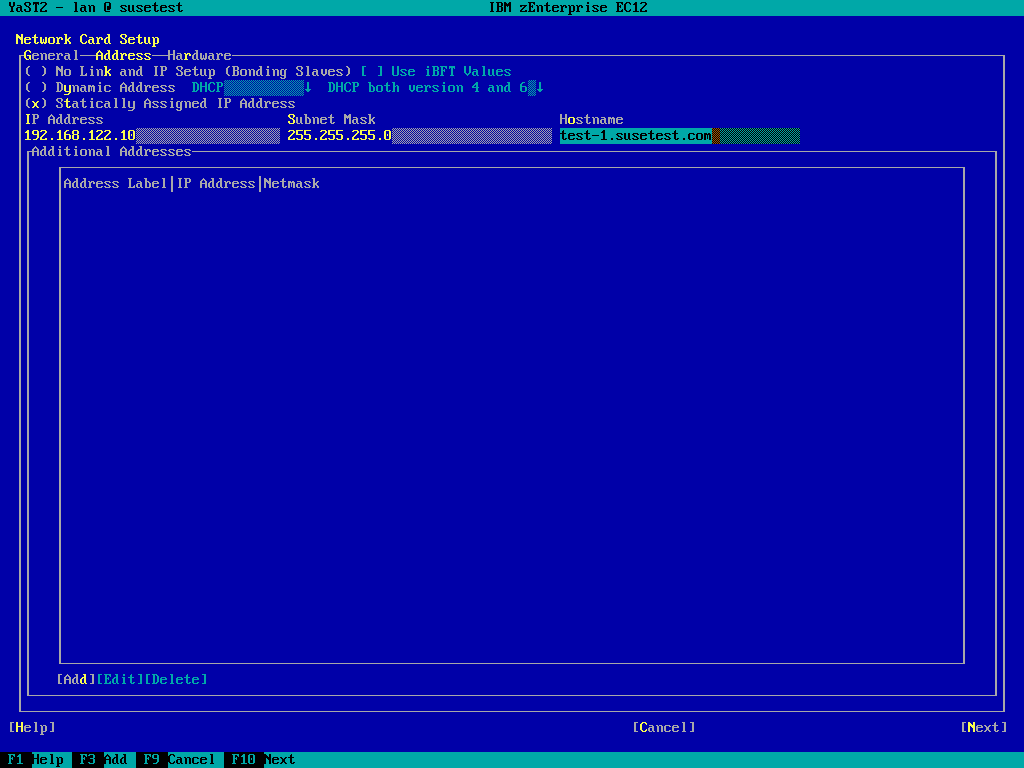 YaST2 - lan @ susetest IBM zEnterprise EC12
Network Card Setup
General Address Hardware
( ) No Link and IP Setup (Bonding Slaves) [ ] Use iBFT Values
( ) Dynamic Address DHCP ↓ DHCP both version 4 and 6 ↓
(x) Statically Assigned IP Address
IP Address Subnet Mask Hostname
192.168.122.10 255.255.255.0 test-1.susetest.com
Additional Addresses
Address Label|IP Address|Netmask
[Add][Edit][Delete]
[Help] [Cancel] [Next]
F1 Help F3 Add F9 Cancel F10 Next